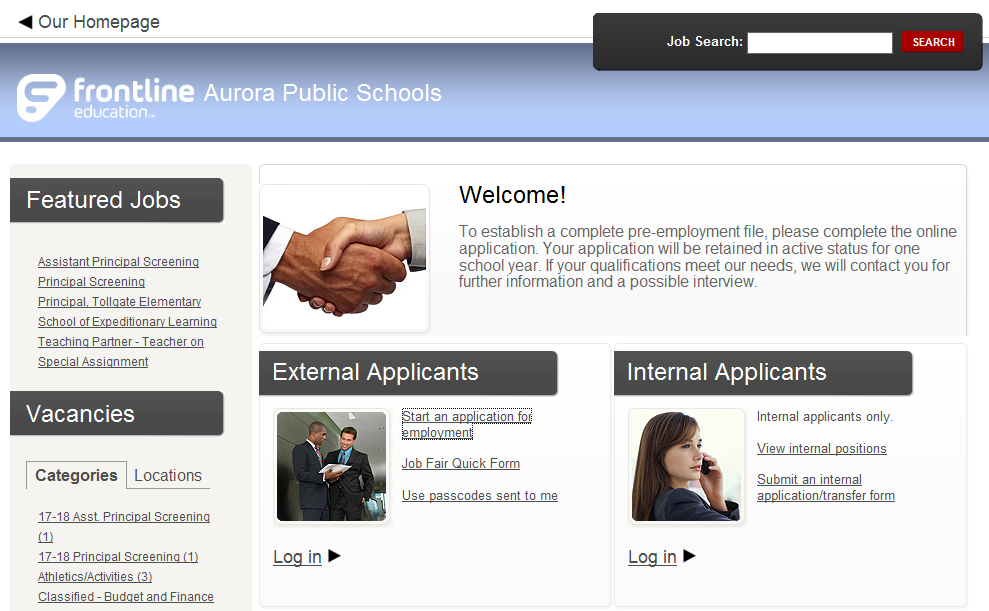 Our Homepage
Job Search:
SEARCH
frontline
education™
Aurora Public Schools
Featured Jobs
Assistant Principal Screening
Principal Screening
Principal, Tollgate Elementary
School of Expeditionary Learning
Teaching Partner - Teacher on
Special Assignment
Vacancies
Categories
Locations
17-18 Asst. Principal Screening
(1)
17-18 Principal Screening (1)
Athletics/Activities (3)
Classified - Budget and Finance
Welcome!
To establish a complete pre-employment file, please complete the online
application. Your application will be retained in active status for one
school year. If your qualifications meet our needs, we will contact you for
further information and a possible interview.
External Applicants
Start an application for
employment
Job Fair Quick Form
Use passcodes sent to me
Log in
Internal Applicants
Internal applicants only.
View internal positions
Submit an internal
application/transfer form
Log in